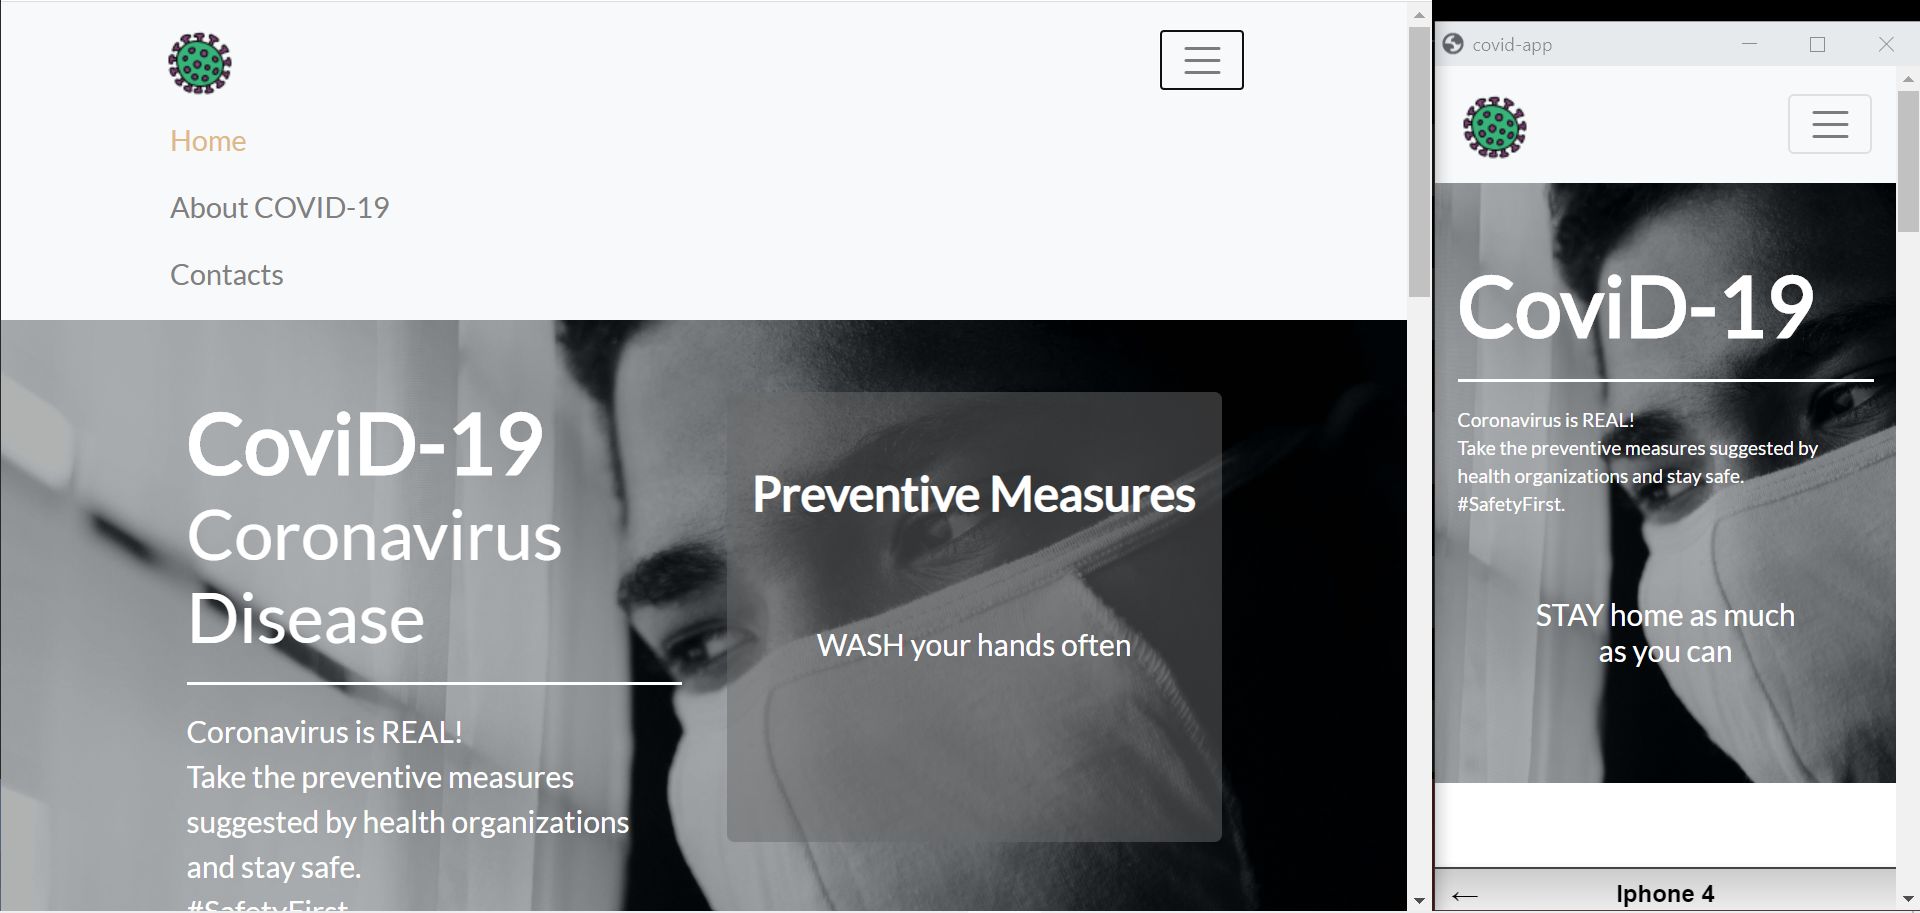 Home
About COVID-19
Contacts
CoviD-19
Coronavirus
Disease
Coronavirus is REAL!
Take the preventive measures
suggested by health organizations
and stay safe.
#SafetyFirst
Preventive Measures
WASH your hands often
covid-app
CoviD-19
Coronavirus is REAL!
Take the preventive measures suggested by
health organizations and stay safe.
#SafetyFirst.
STAY home as much
as you can
Iphone 4